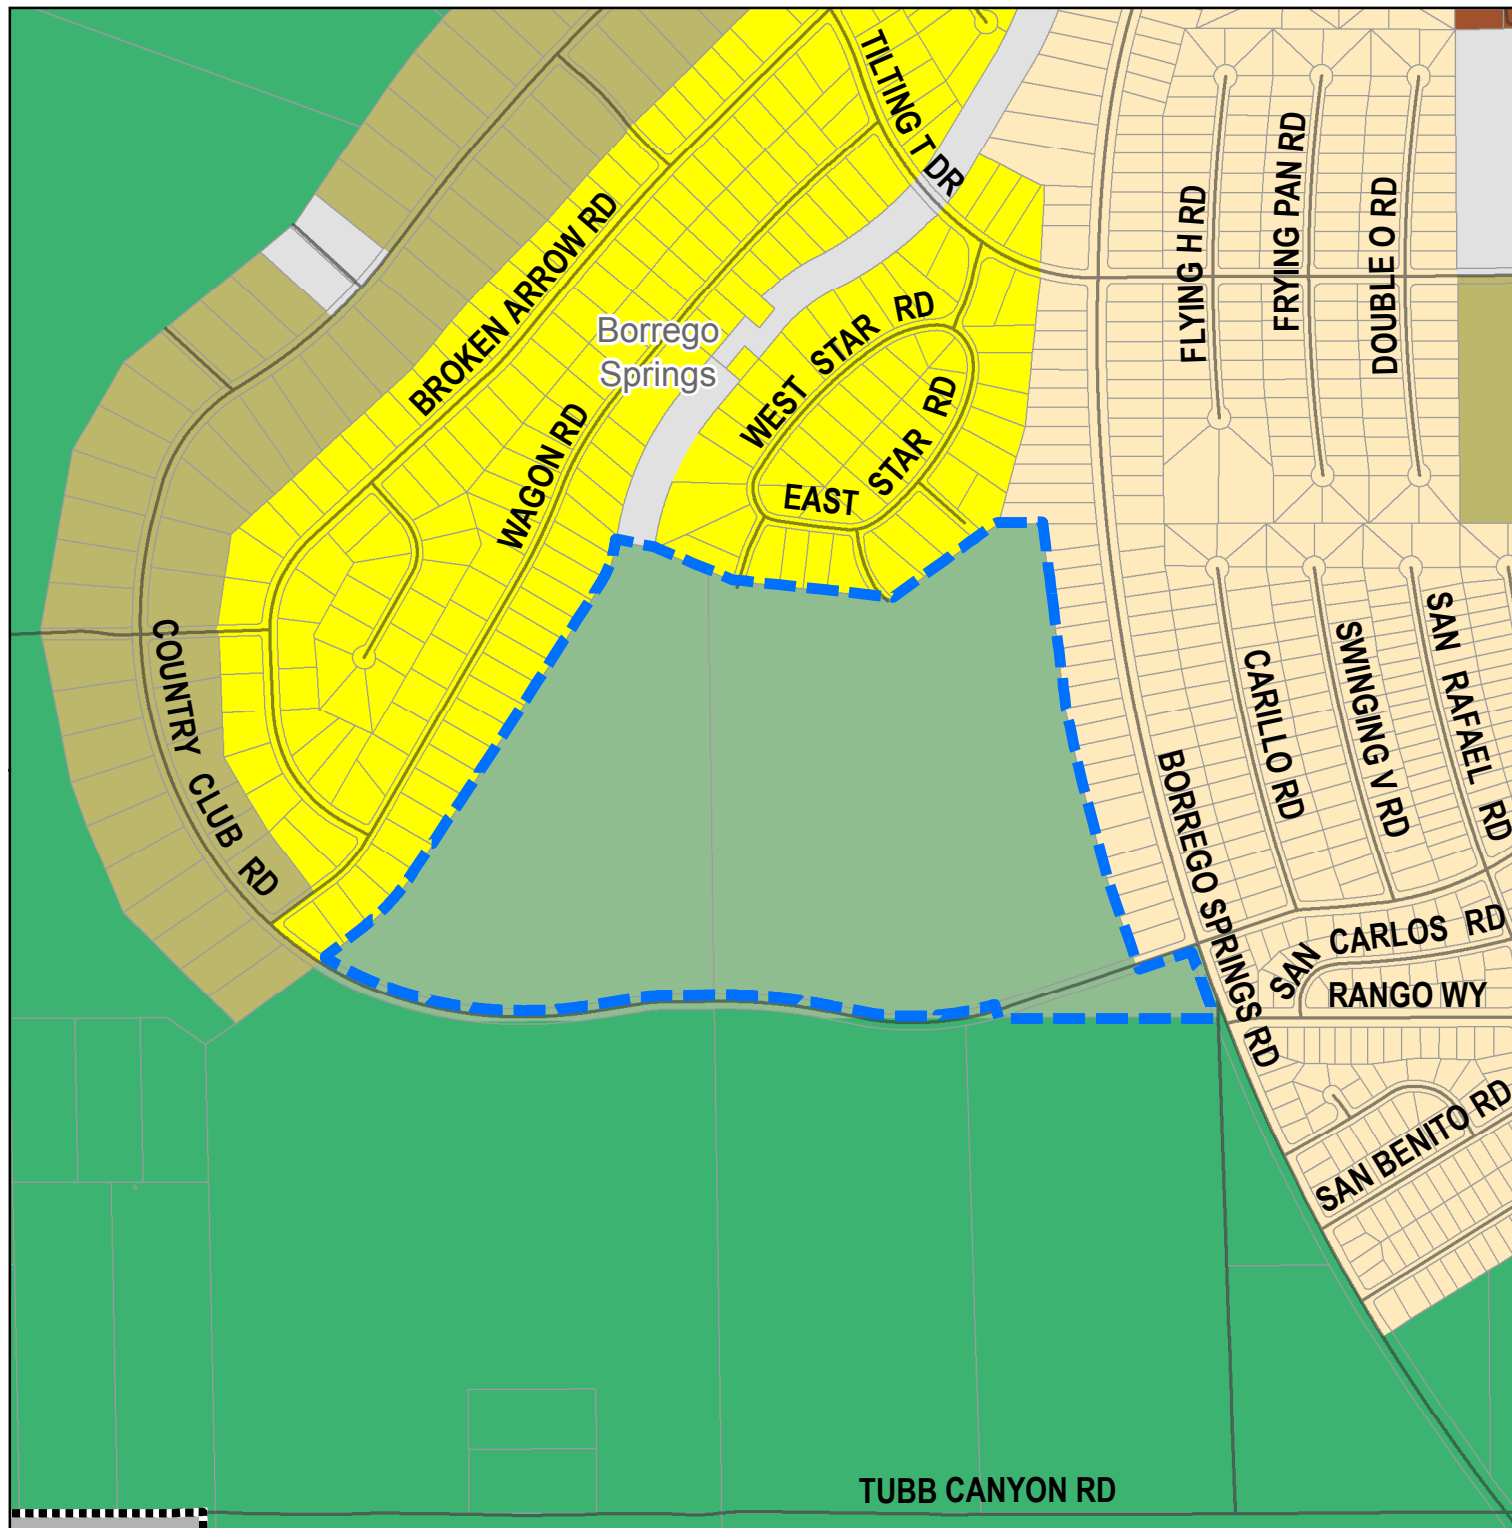 TILTING T DR
BROKEN ARROW RD
FLYING H RD
FRYING PAN RD
DOUBLE O RD
Borrego
Springs
WEST STAR RD
EAST STAR RD
WAGON RD
COUNTRY CLUB RD
CARILLO RD
SWINGING V RD
SAN RAFAEL RD
BORREGO SPRINGS RD
SAN CARLOS RD
RANGO WY
SAN BENITO RD
TUBB CANYON RD